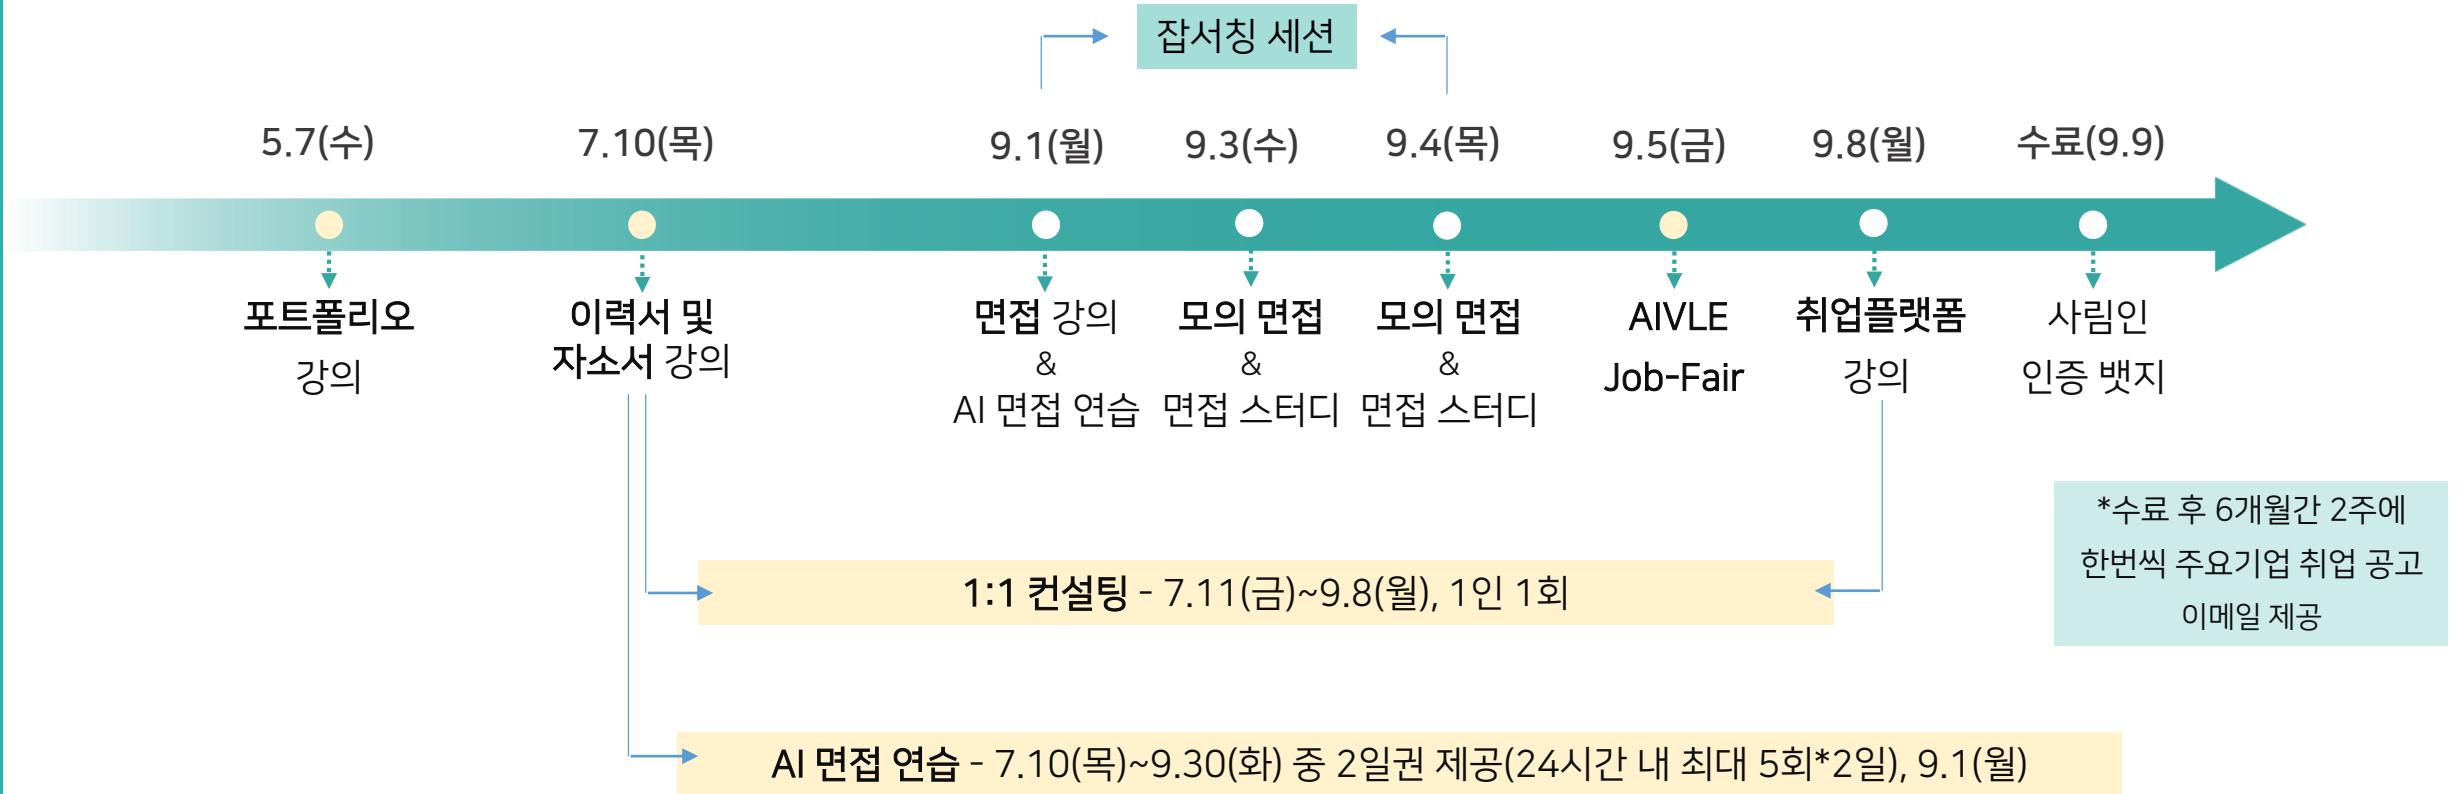 잡서칭 세션
5.7(수)
7.10(목)
9.1(월)
9.3(수)
9.4(목)
9.5(금)
9.8(월)
수료(9.9)
포트폴리오
강의
이력서 및
자소서 강의
면접 강의
&
AI 면접 연습
모의 면접
&
면접 스터디
모의 면접
&
면접 스터디
AIVLE
Job-Fair
취업플랫폼
강의
사림인
인증 뱃지
*수료 후 6개월간 2주에
한번씩 주요기업 취업 공고
이메일 제공
1:1 컨설팅 - 7.11(금)~9.8(월), 1인 1회
AI 면접 연습 - 7.10(목)~9.30(화) 중 2일권 제공(24시간 내 최대 5회*2일), 9.1(월)